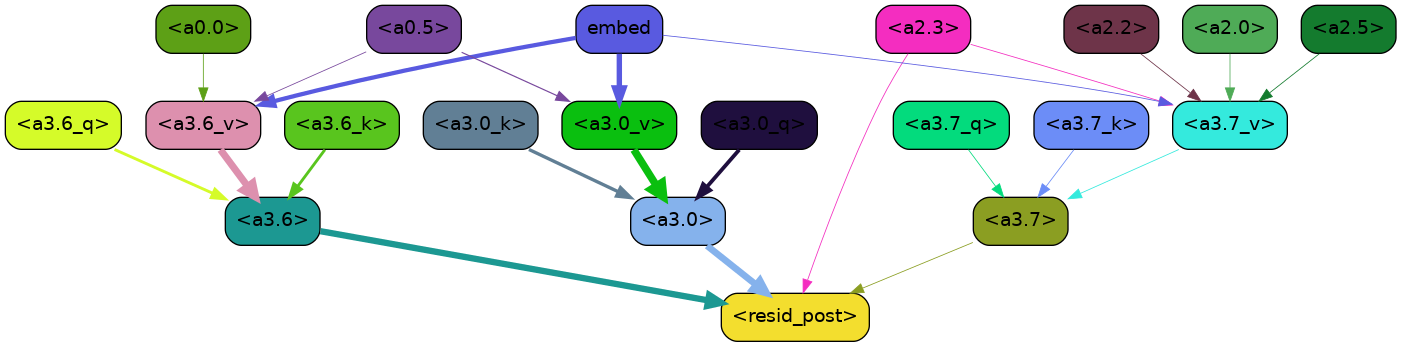 <a0.0> <a0.5> embed <a2.3> <a2.2> <a2.0> <a2.5>
<a3.6_q> <a3.6_v> <a3.6_k> <a3.0_k> <a3.0_v> <a3.0_q> <a3.7_q> <a3.7_k> <a3.7_v>
<a3.6> <a3.0> <a3.7>
<resid_post>